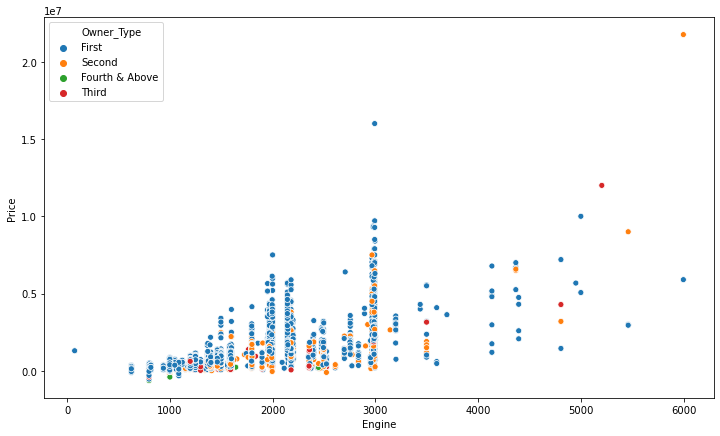 1e7
Owner_Type
First
Second
Fourth & Above
Third
2.0
1.5
1.0
0.5
0.0
Price
0 1000 2000 3000 4000 5000 6000
Engine